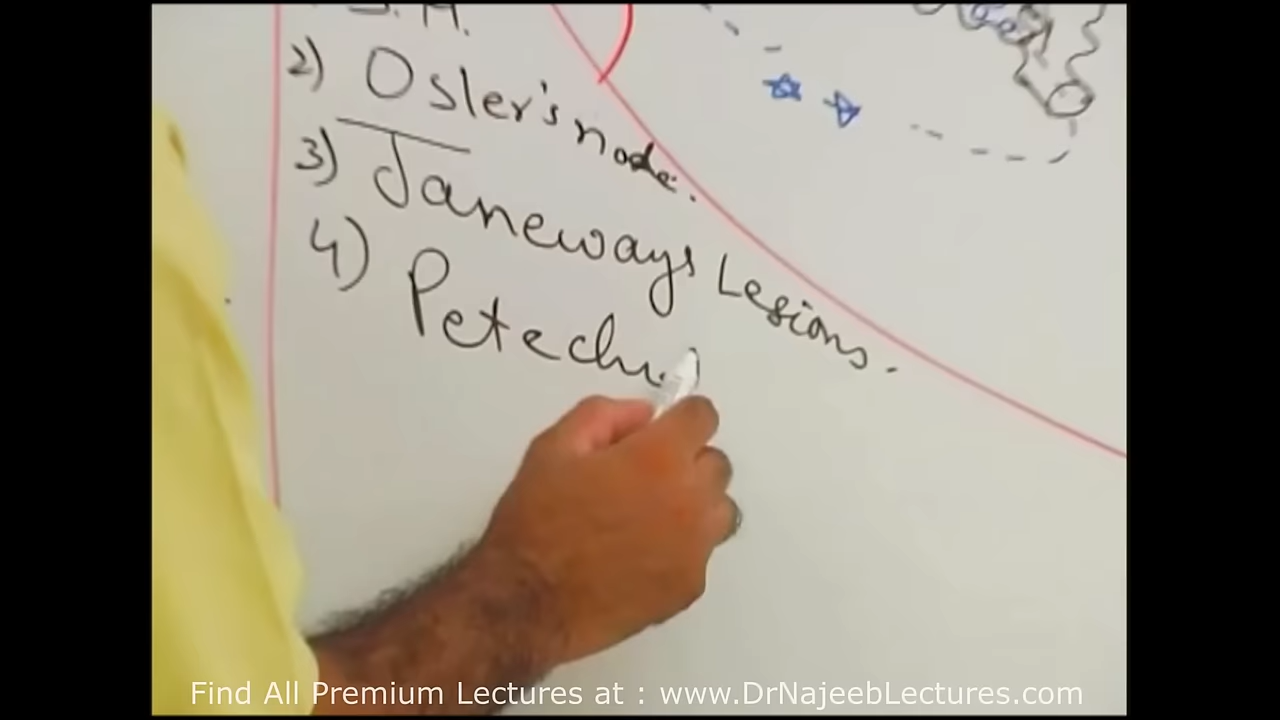 2) Osler's node.
3) Janeways Lesions.
4) Petechi
Find All Premium Lectures at : www.DrNajeebLectures.com